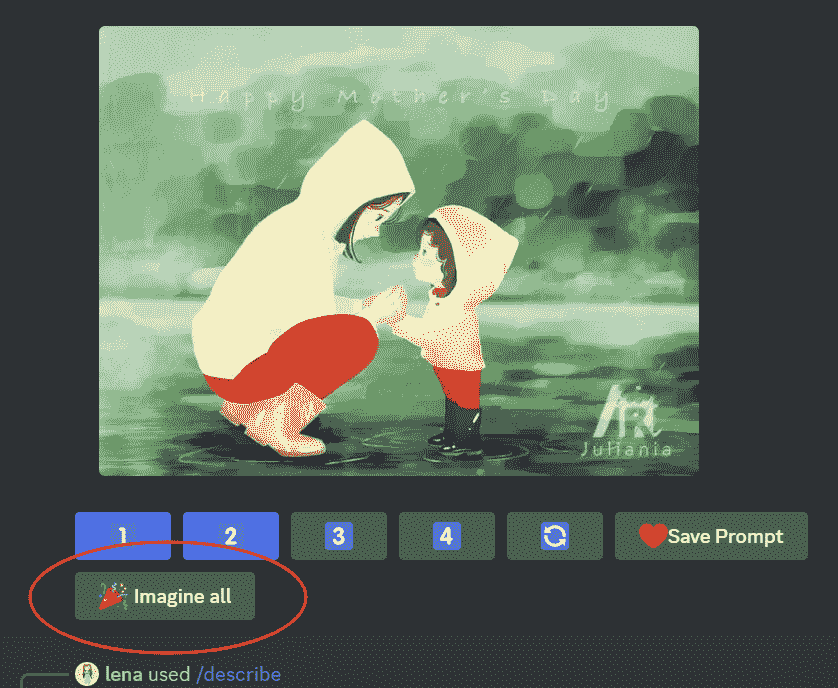 Happy Mother's Day
Juliania
1 2 3 4 Save Prompt
Imagine all
lena used /describe